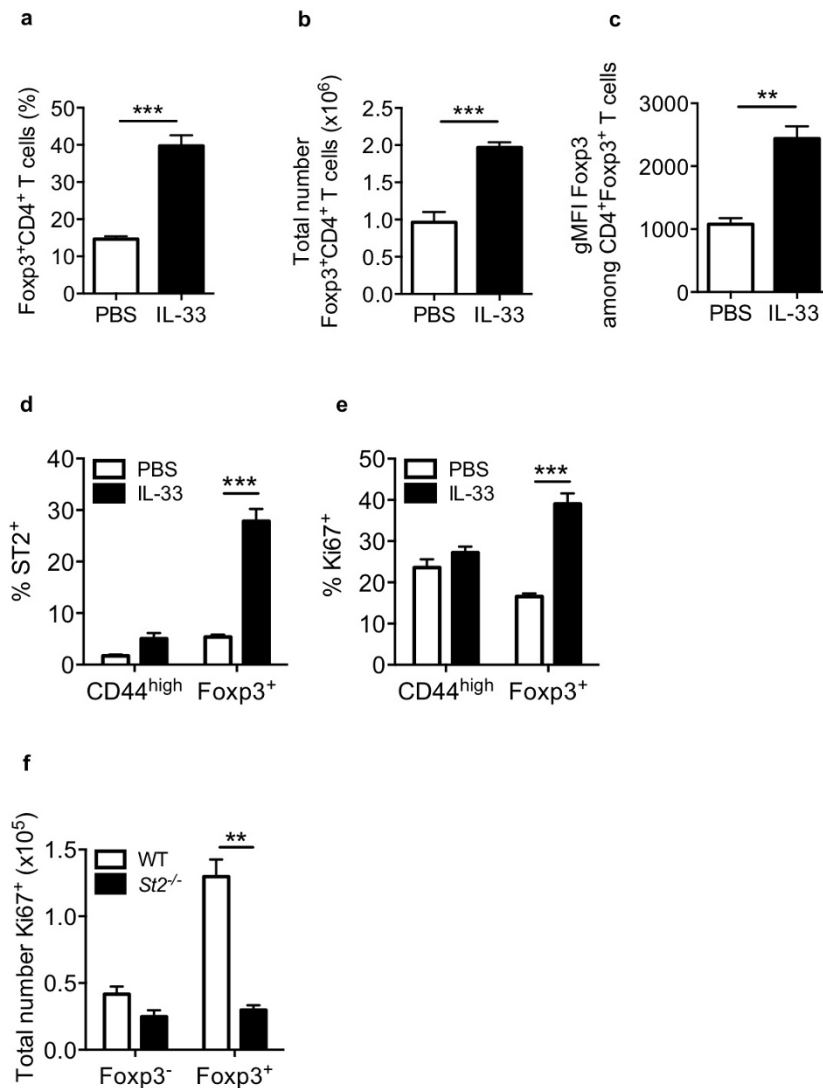 a
Foxp3⁺CD4⁺ T cells (%)
50
40
30
20
10
0
***
PBS IL-33
b
Total number
Foxp3⁺CD4⁺ T cells (x10⁶)
2.5
2.0
1.5
1.0
0.5
0.0
***
PBS IL-33
c
gMFI Foxp3
among CD4⁺Foxp3⁺ T cells
3000
2000
1000
0
**
PBS IL-33
d
% ST2⁺
40
30
20
10
0
PBS
IL-33
***
CD44ʰⁱᵍʰ Foxp3⁺
e
% Ki67⁺
50
40
30
20
10
0
PBS
IL-33
***
CD44ʰⁱᵍʰ Foxp3⁺
f
Total number Ki67⁺ (x10⁵)
1.5
1.0
0.5
0.0
WT
St2⁻/⁻
**
Foxp3⁻ Foxp3⁺